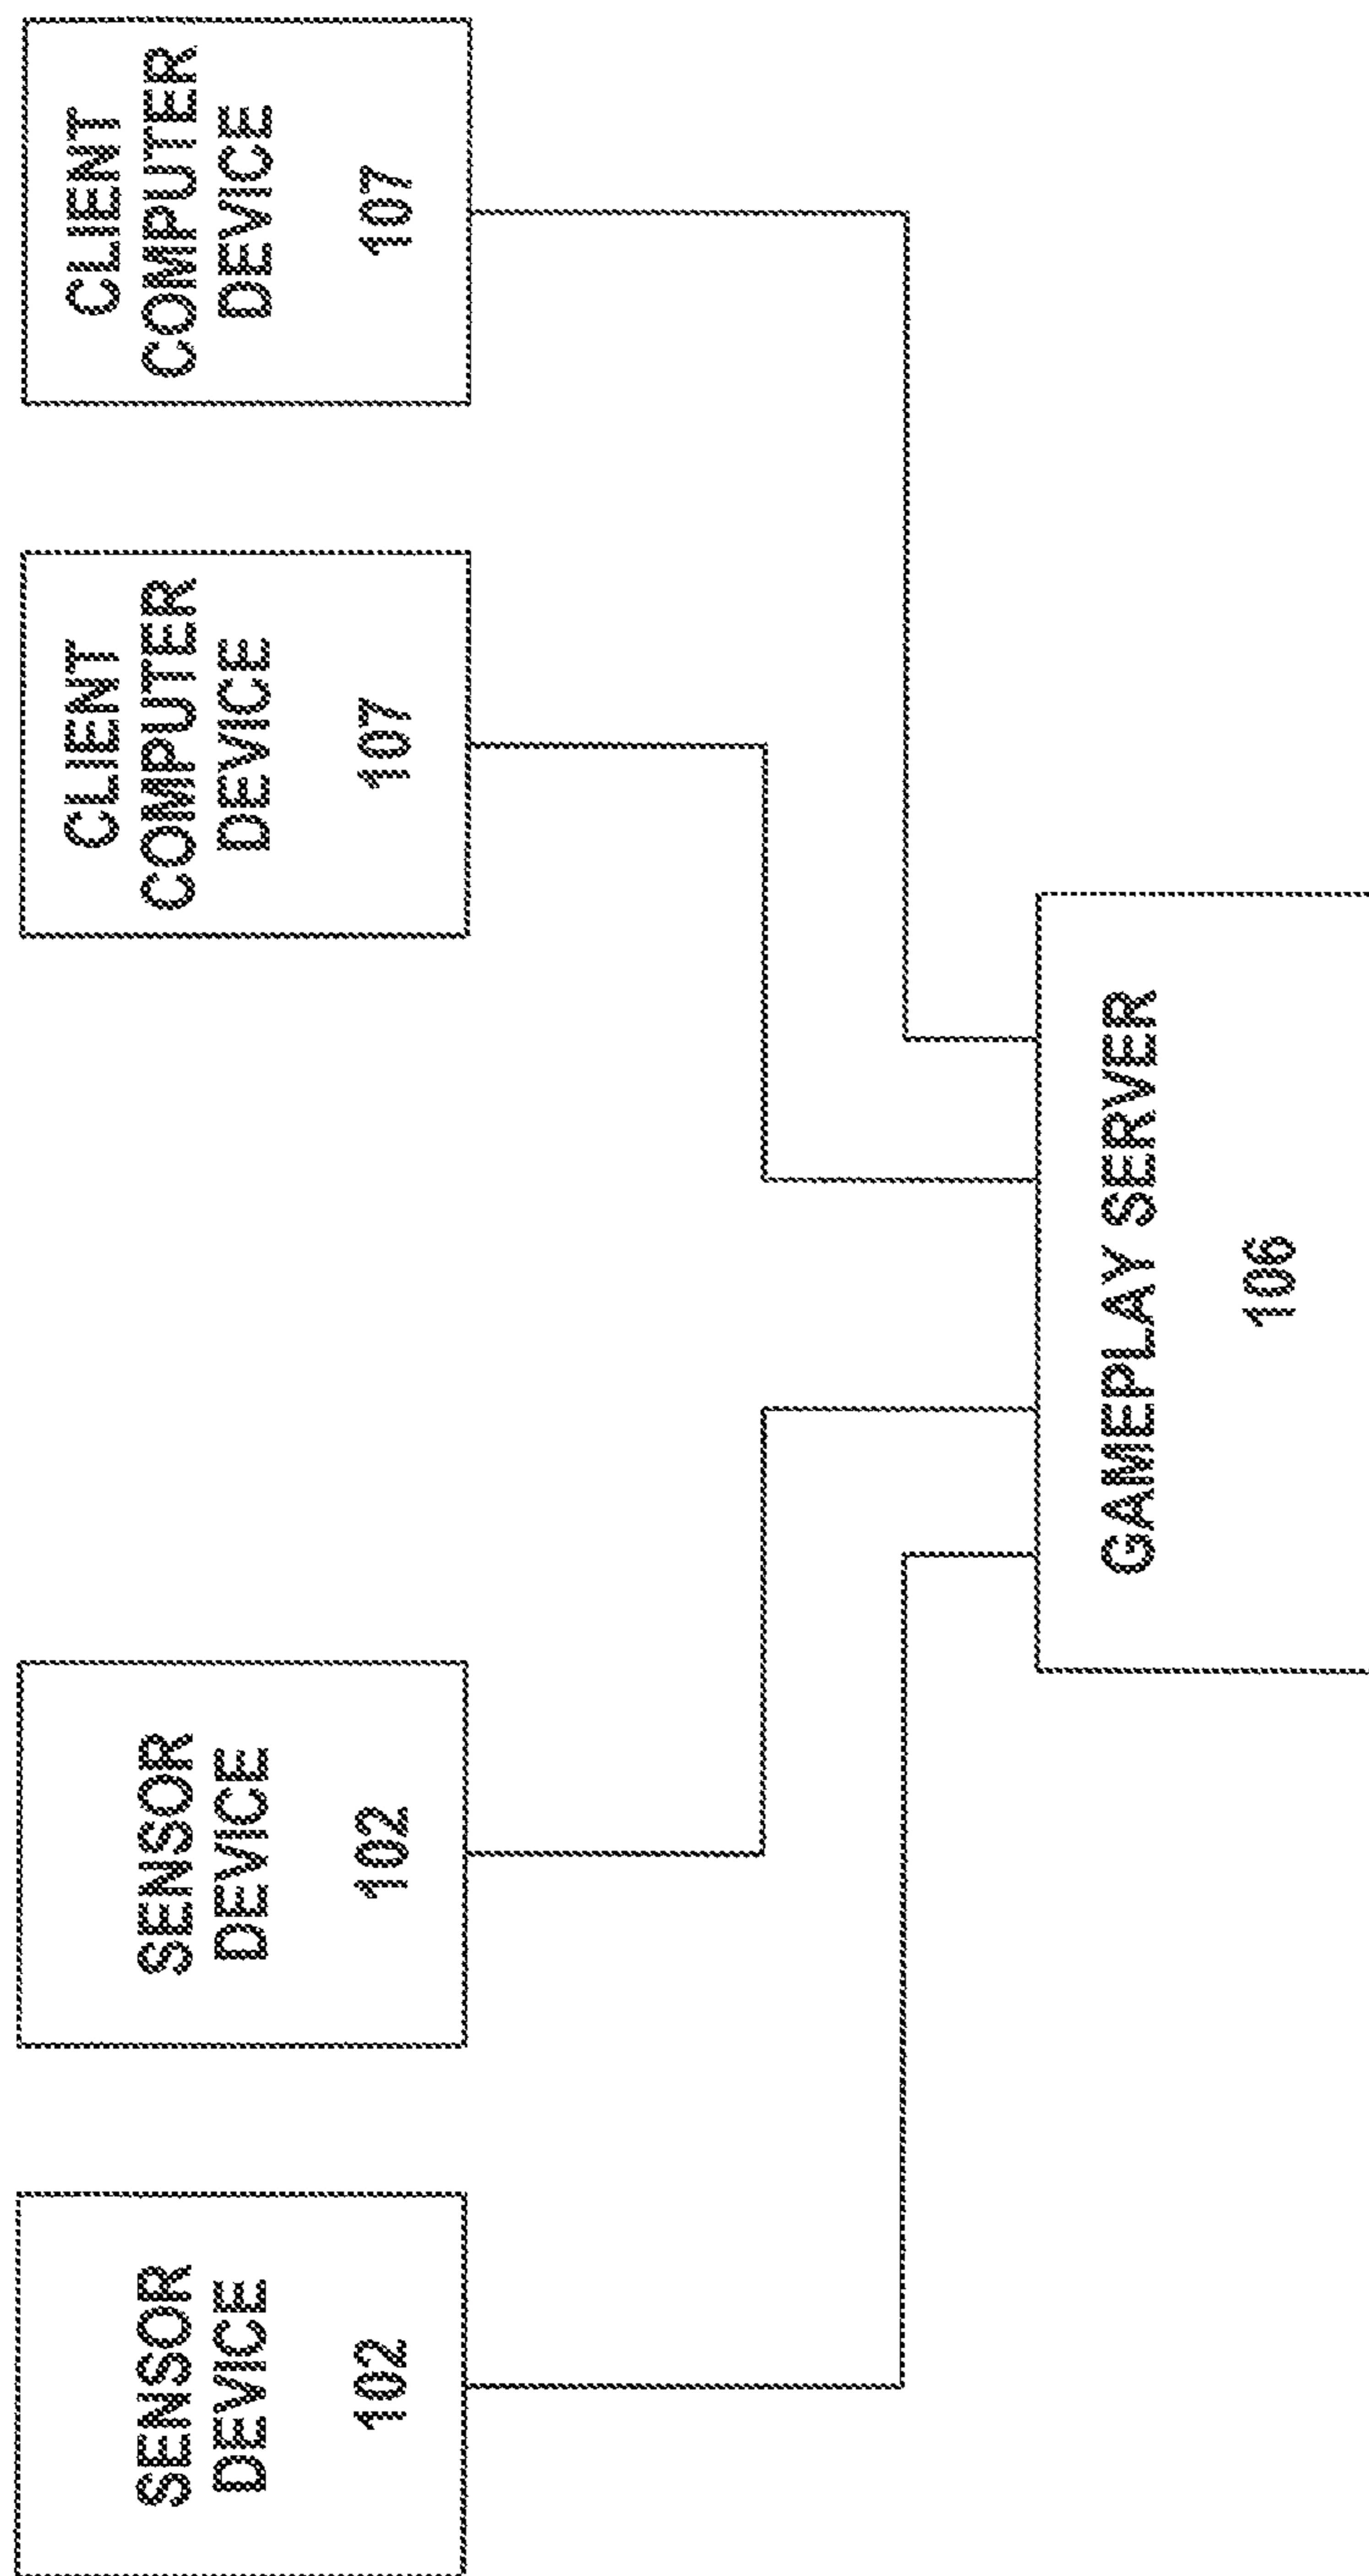 SENSOR
DEVICE
102
SENSOR
DEVICE
102
CLIENT
COMPUTER
DEVICE
107
CLIENT
COMPUTER
DEVICE
107
GAMEPLAY SERVER
106